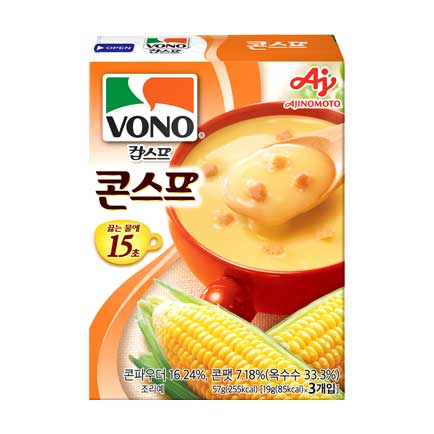 OPEN
콘스프
VONO®
컵스프
Aj
AJINOMOTO
콘스프
끓는 물에
15초
콘파우더 16.24%, 콘팻 7.18%(옥수수 33.3%)
조리예
57g(255kcal) [19g(85kcal)×3개입]